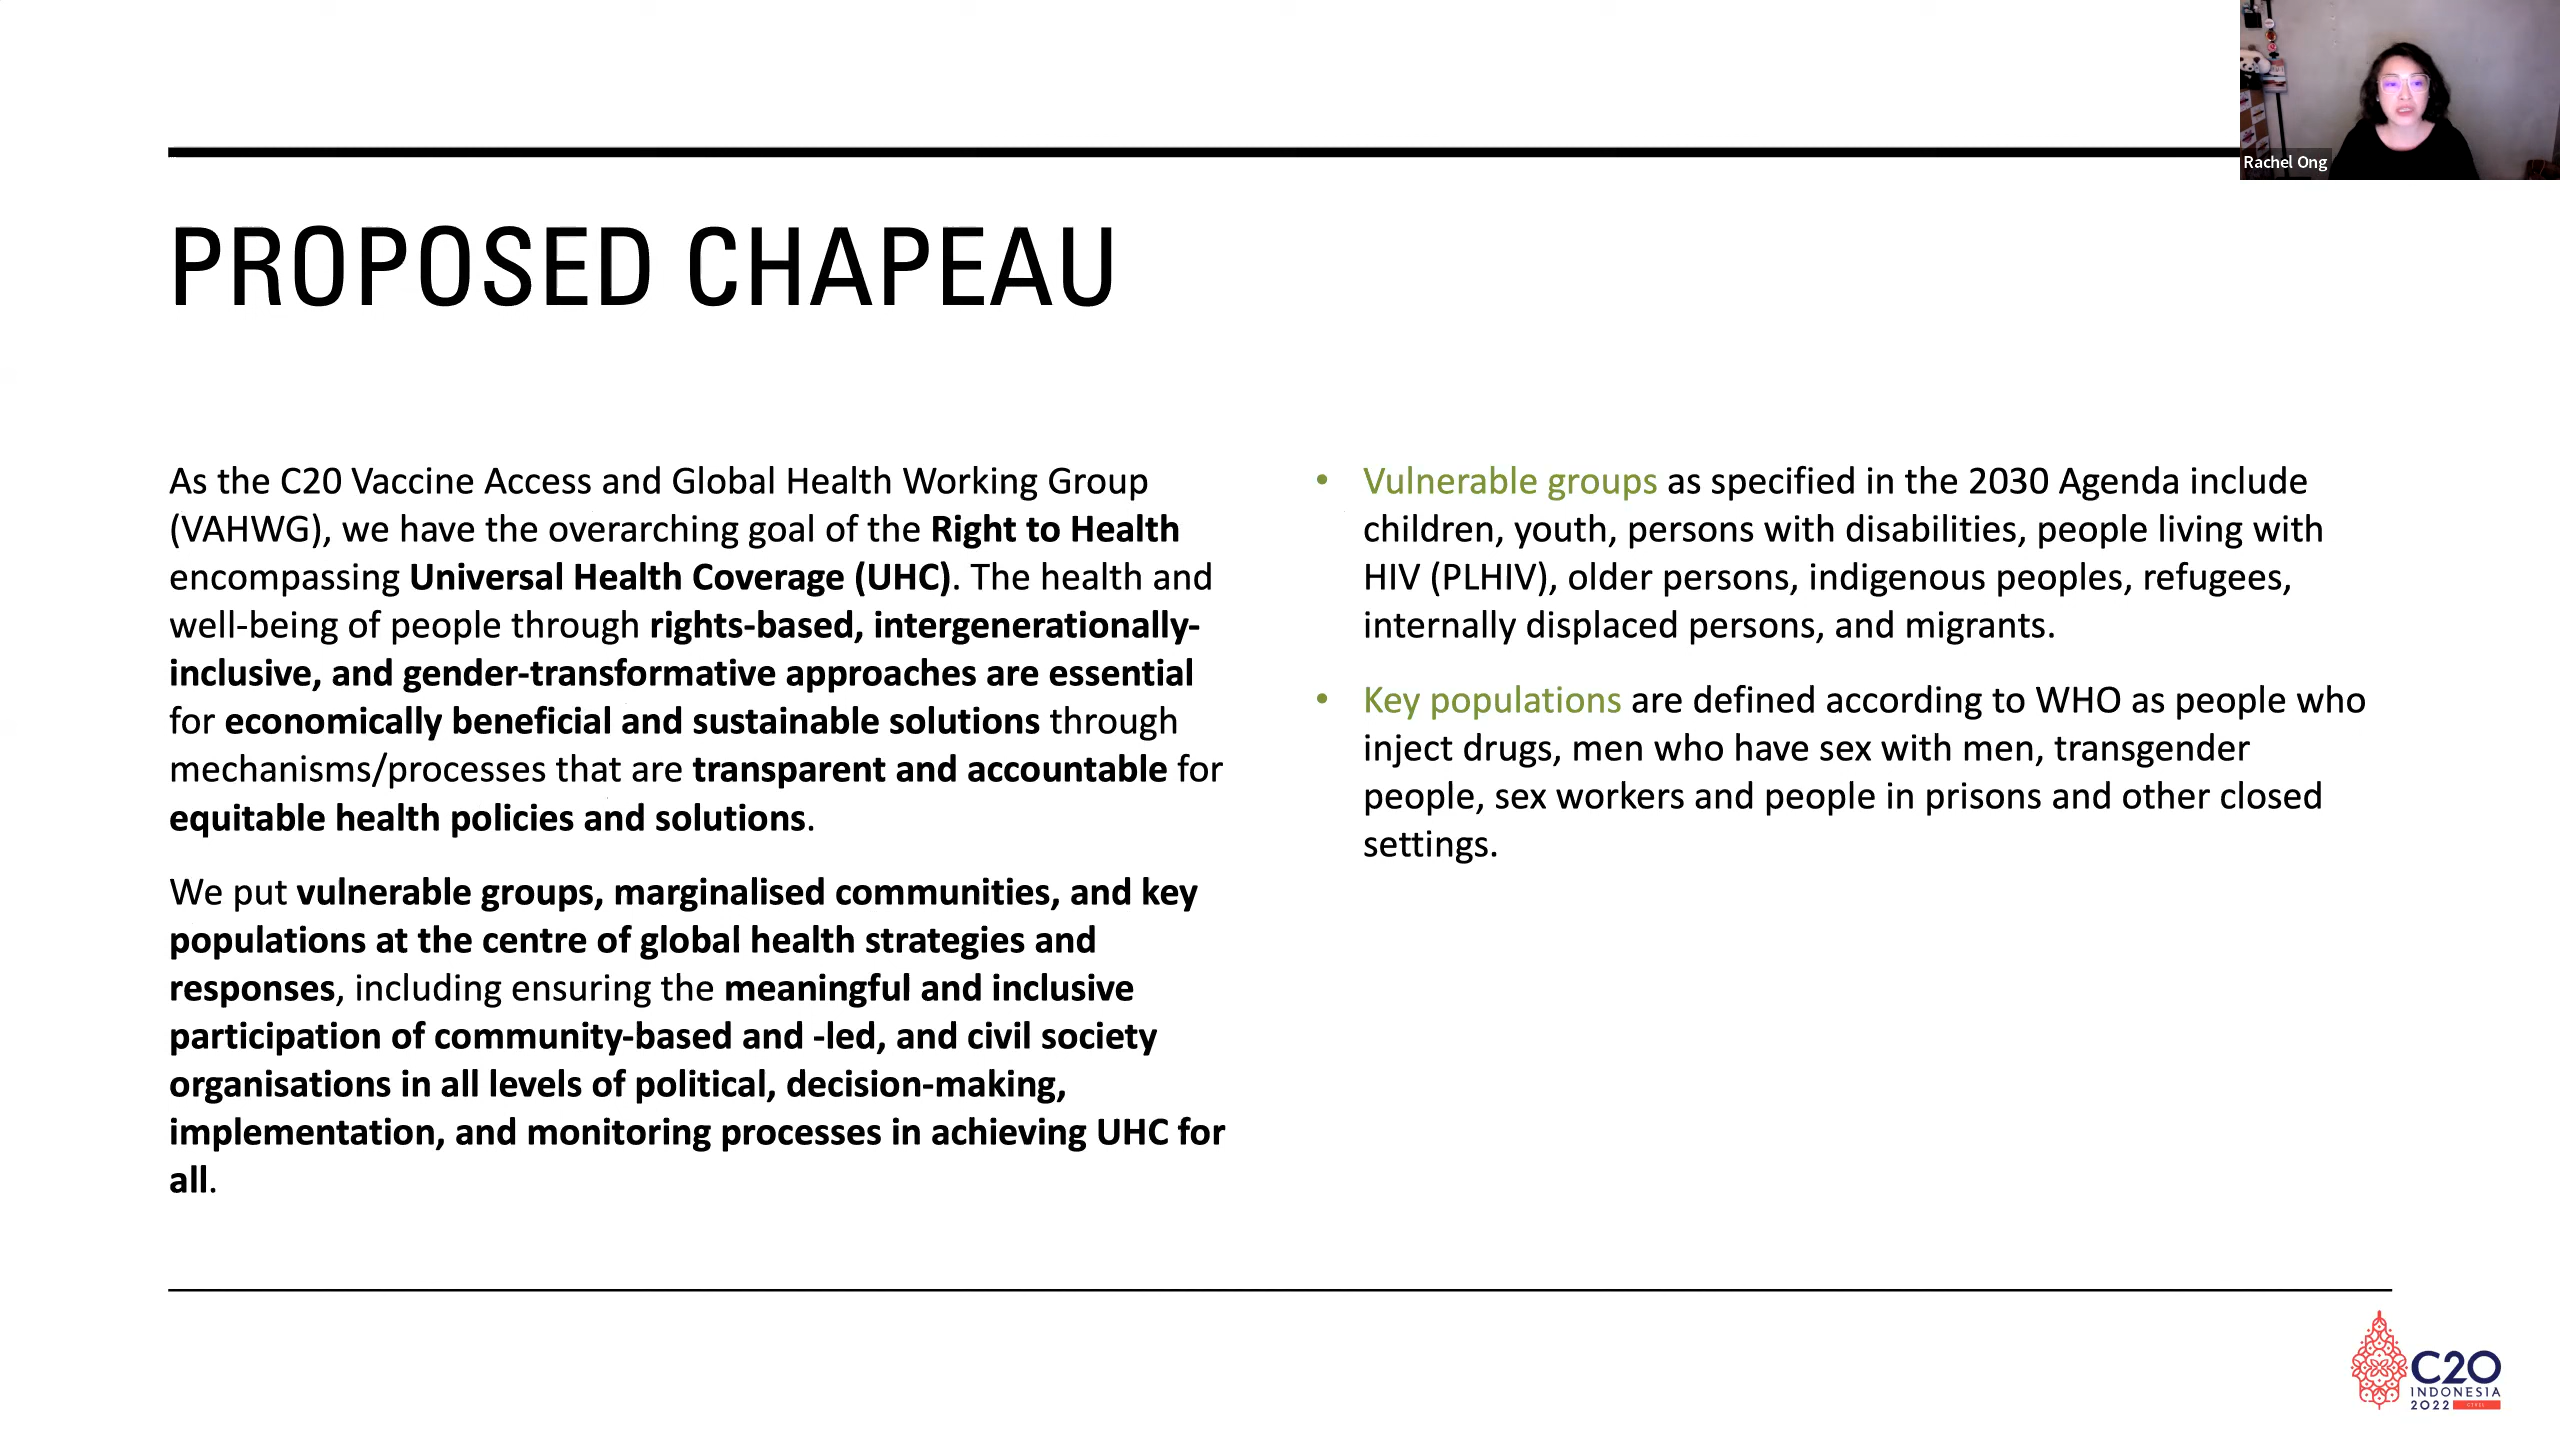 Rachel Ong
PROPOSED CHAPEAU
As the C20 Vaccine Access and Global Health Working Group
(VAHWG), we have the overarching goal of the Right to Health
encompassing Universal Health Coverage (UHC). The health and
well-being of people through rights-based, intergenerationally-
inclusive, and gender-transformative approaches are essential
for economically beneficial and sustainable solutions through
mechanisms/processes that are transparent and accountable for
equitable health policies and solutions.
We put vulnerable groups, marginalised communities, and key
populations at the centre of global health strategies and
responses, including ensuring the meaningful and inclusive
participation of community-based and -led, and civil society
organisations in all levels of political, decision-making,
implementation, and monitoring processes in achieving UHC for
all.
• Vulnerable groups as specified in the 2030 Agenda include
children, youth, persons with disabilities, people living with
HIV (PLHIV), older persons, indigenous peoples, refugees,
internally displaced persons, and migrants.
• Key populations are defined according to WHO as people who
inject drugs, men who have sex with men, transgender
people, sex workers and people in prisons and other closed
settings.
C20
INDONESIA
2022